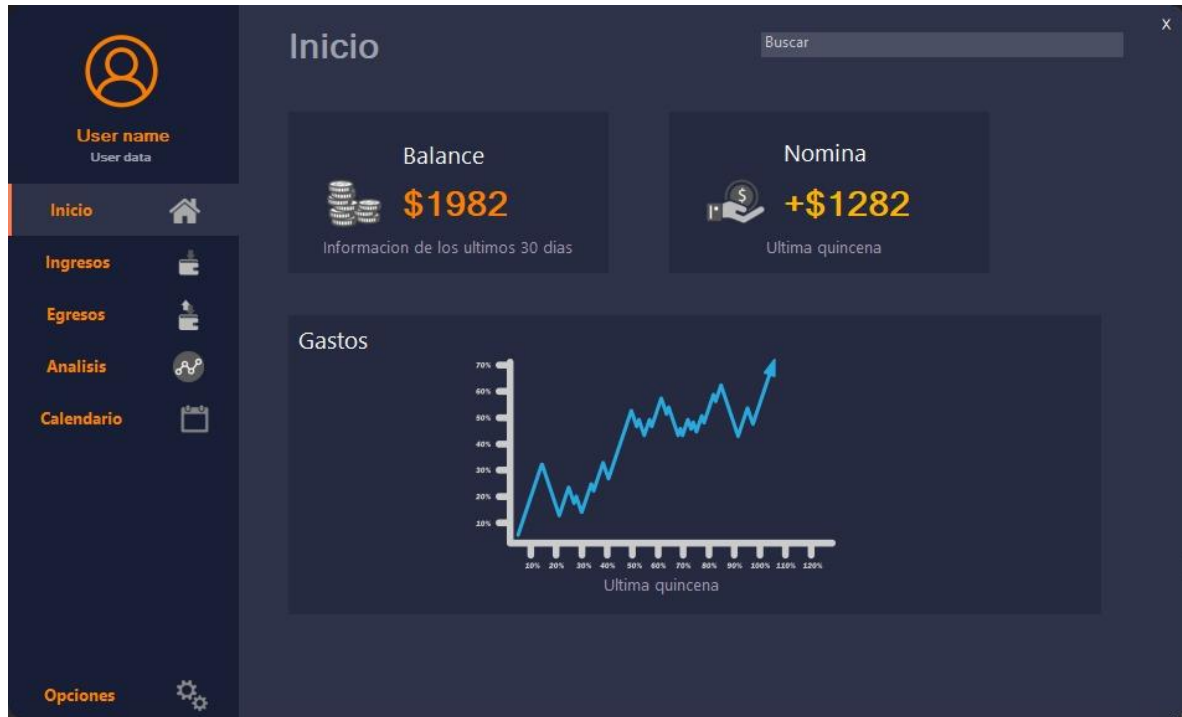 User name
User data
Inicio
Ingresos
Egresos
Analisis
Calendario
Opciones
Inicio
Buscar
X
Balance
$1982
Informacion de los ultimos 30 dias
Nomina
$
+$1282
Ultima quincena
Gastos
70%
60%
50%
40%
30%
20%
10%
10% 20% 30% 40% 50% 60% 70% 80% 90% 100% 110% 120%
Ultima quincena